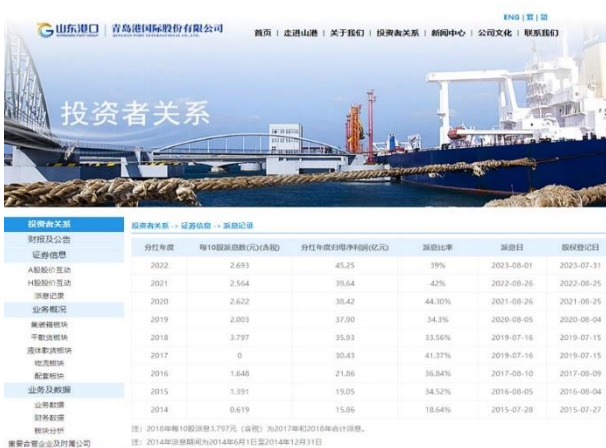 ENG | 繁 | 简
山东港口 青岛港国际股份有限公司
首页 | 走进山港 | 关于我们 | 投资者关系 | 新闻中心 | 公司文化 | 联系我们
投资者关系
投资者关系
财报及公告
证券信息
A股股价互动
H股股价互动
派息记录
业务概况
集装箱板块
干散货板块
液体散货板块
物流板块
配套板块
业务及数据
业务数据
财务数据
板块分析
重要合营企业及附属公司
投资者关系 -> 证券信息 -> 派息记录
分红年度 每10股派息数(元)(含税) 分红年度归母净利润(亿元) 派息比率 派息日 股权登记日
2022 2.693 45.25 39% 2023-08-01 2023-07-31
2021 2.564 39.64 42% 2022-08-26 2022-08-25
2020 2.622 38.42 44.30% 2021-08-26 2021-08-25
2019 2.003 37.90 34.3% 2020-08-05 2020-08-04
2018 3.797 35.93 33.56% 2019-07-16 2019-07-15
2017 0 30.43 41.37% 2019-07-16 2019-07-15
2016 1.648 21.86 36.84% 2017-08-10 2017-08-09
2015 1.391 19.05 34.52% 2016-08-05 2016-08-04
2014 0.619 15.86 18.64% 2015-07-28 2015-07-27
注：2018年每10股派息3.797元（含税）为2017年和2018年合计派息。
注：2014年派息期间为2014年6月1日至2014年12月31日